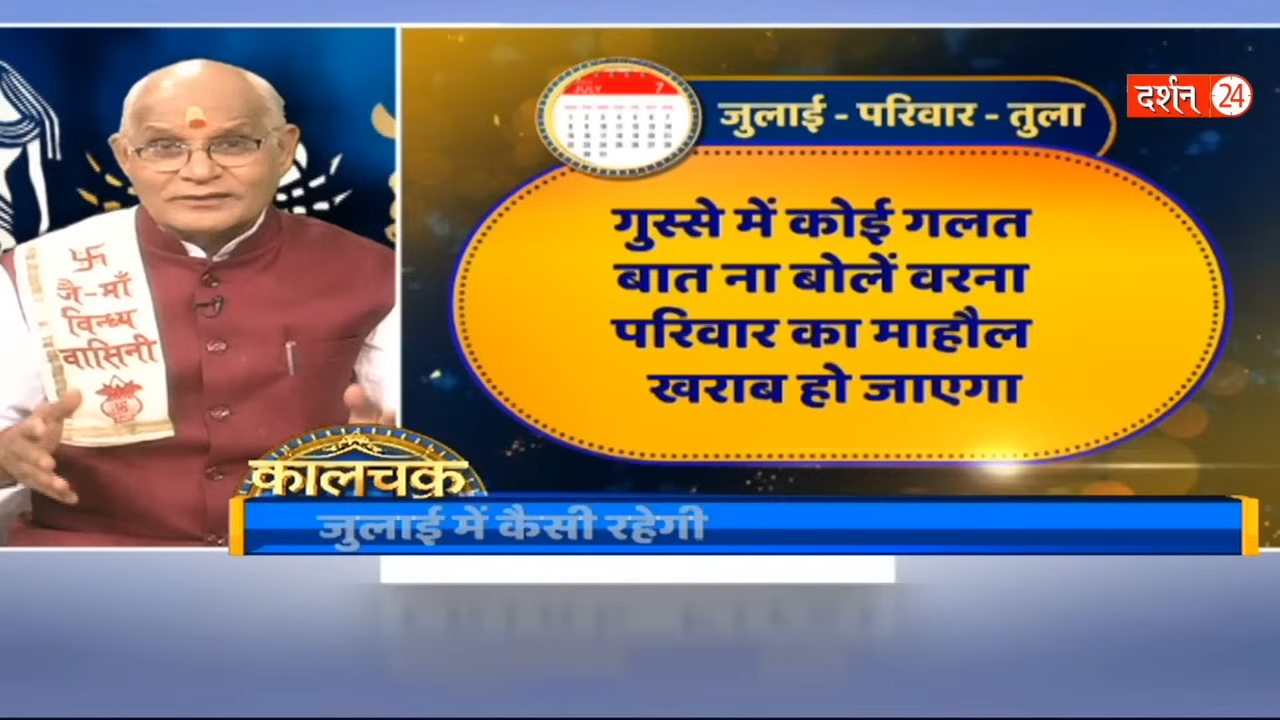 JULY 7
जुलाई - परिवार - तुला
दर्शन 24
गुस्से में कोई गलत
बात ना बोलें वरना
परिवार का माहौल
खराब हो जाएगा
जै-माँ
विन्ध्य
वासिनी
कालचक्र
जुलाई में कैसी रहेगी